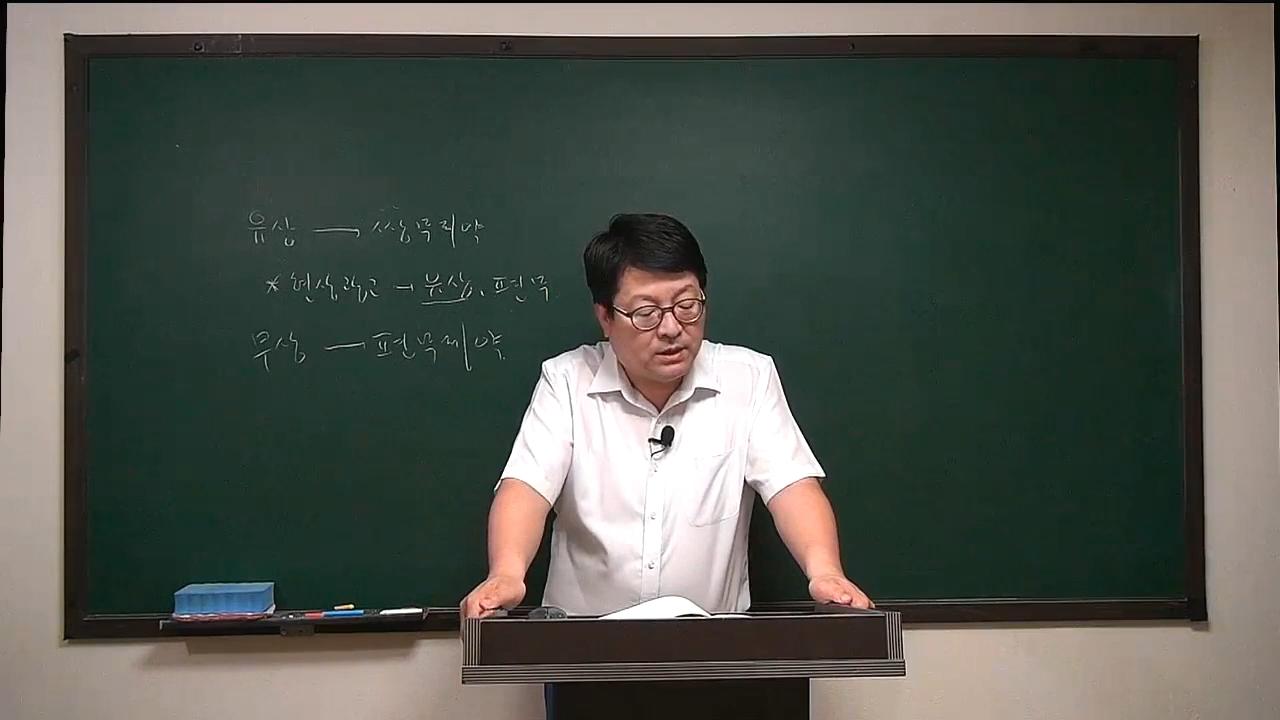 유상 → 쌍무계약
* 현상광고 → 유상, 편무
무상 → 편무계약